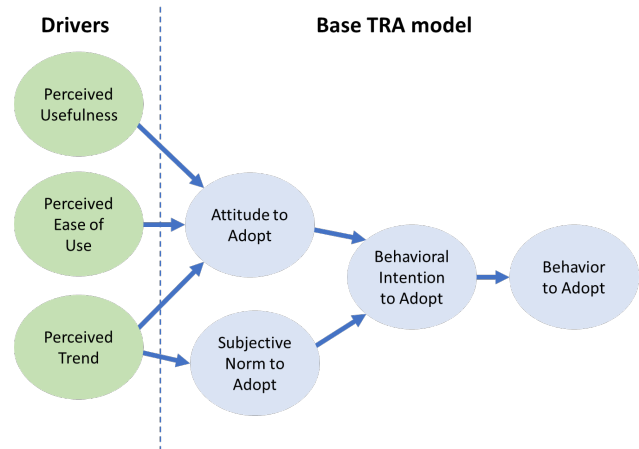 Drivers
Base TRA model
Perceived
Usefulness
Perceived
Ease of
Use
Perceived
Trend
Attitude to
Adopt
Subjective
Norm to
Adopt
Behavioral
Intention
to Adopt
Behavior
to Adopt